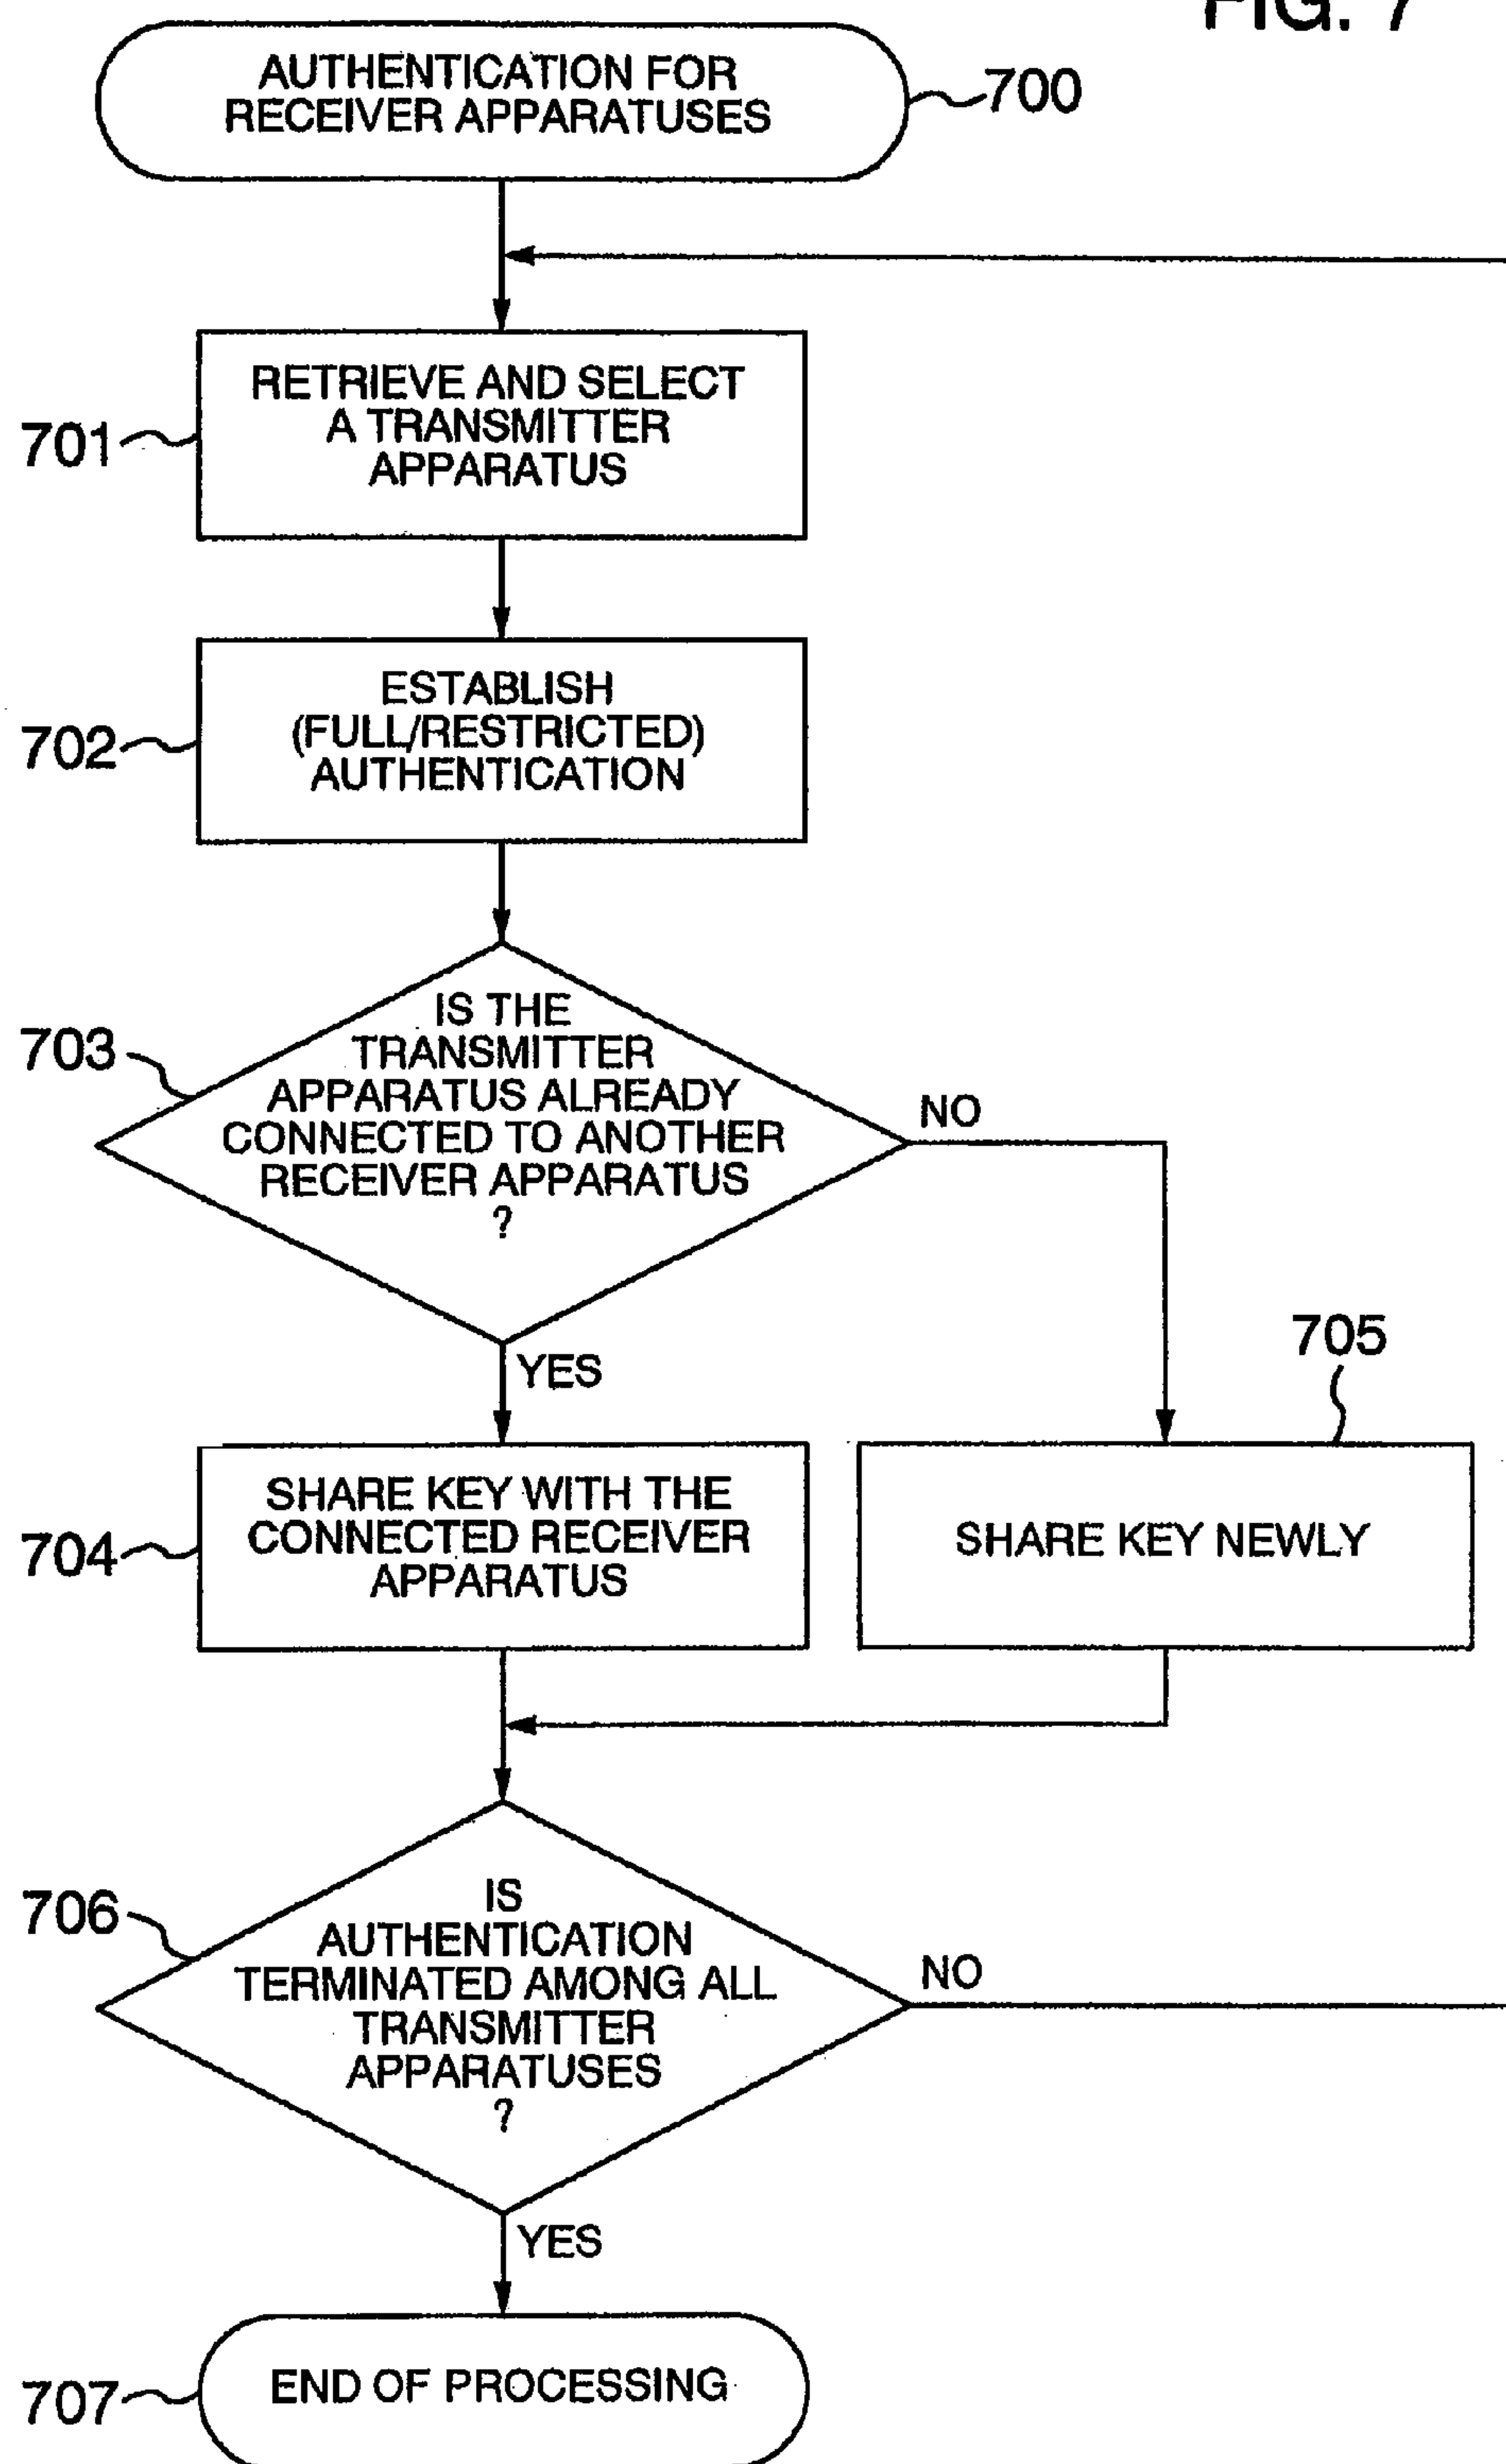 FIG. 7
AUTHENTICATION FOR
RECEIVER APPARATUSES
700
RETRIEVE AND SELECT
A TRANSMITTER
APPARATUS
701
ESTABLISH
(FULL/RESTRICTED)
AUTHENTICATION
702
703
IS THE
TRANSMITTER
APPARATUS ALREADY
CONNECTED TO ANOTHER
RECEIVER APPARATUS
?
NO
YES
705
704
SHARE KEY WITH THE
CONNECTED RECEIVER
APPARATUS
SHARE KEY NEWLY
706
IS
AUTHENTICATION
TERMINATED AMONG ALL
TRANSMITTER
APPARATUSES
?
NO
YES
707
END OF PROCESSING